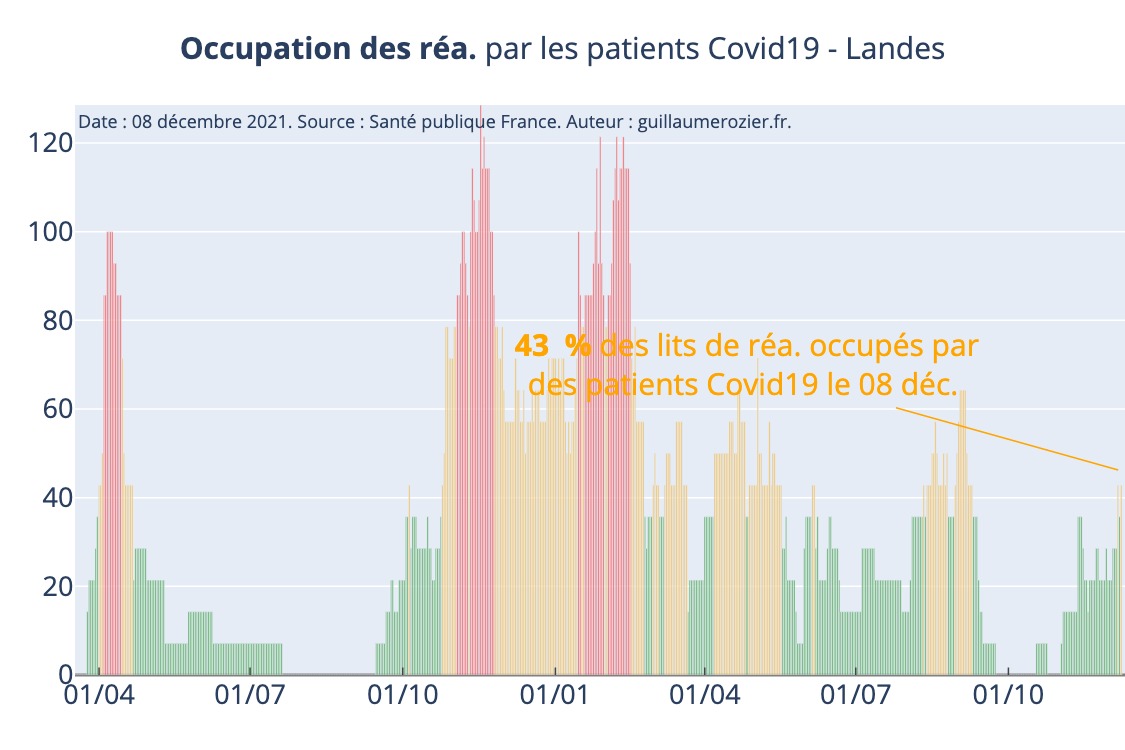 Occupation des réa. par les patients Covid19 - Landes
Date : 08 décembre 2021. Source : Santé publique France. Auteur : guillaumerozier.fr.
120
100
80
43 % des lits de réa. occupés par
des patients Covid19 le 08 déc.
60
40
20
0
01/04 01/07 01/10 01/01 01/04 01/07 01/10